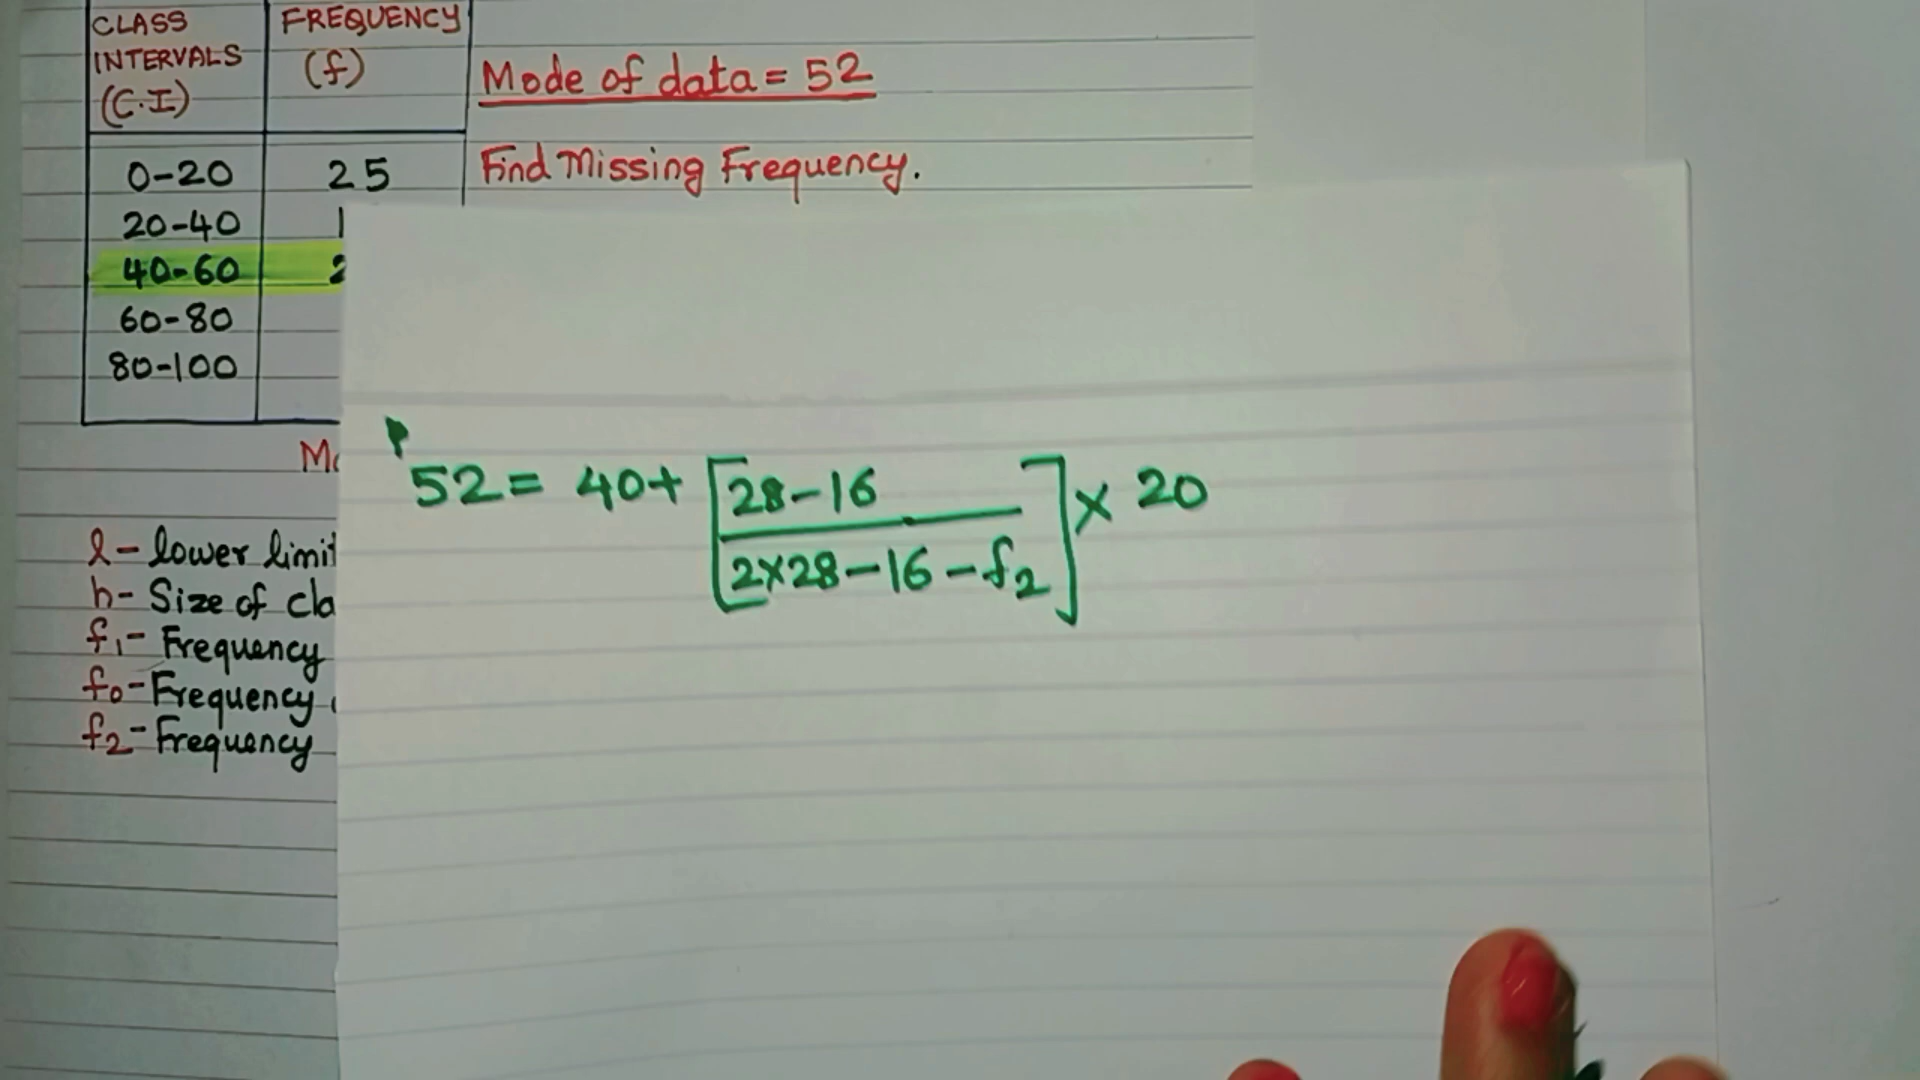 CLASS INTERVALS (C.I)
FREQUENCY (f)
Mode of data = 52
Find Missing Frequency.
0-20 25
20-40
40-60
60-80
80-100
52 = 40+ [28-16 / 2×28-16-f2] × 20
l- lower limit
h- Size of
f1- Frequency
f0- Frequency
f2- Frequency